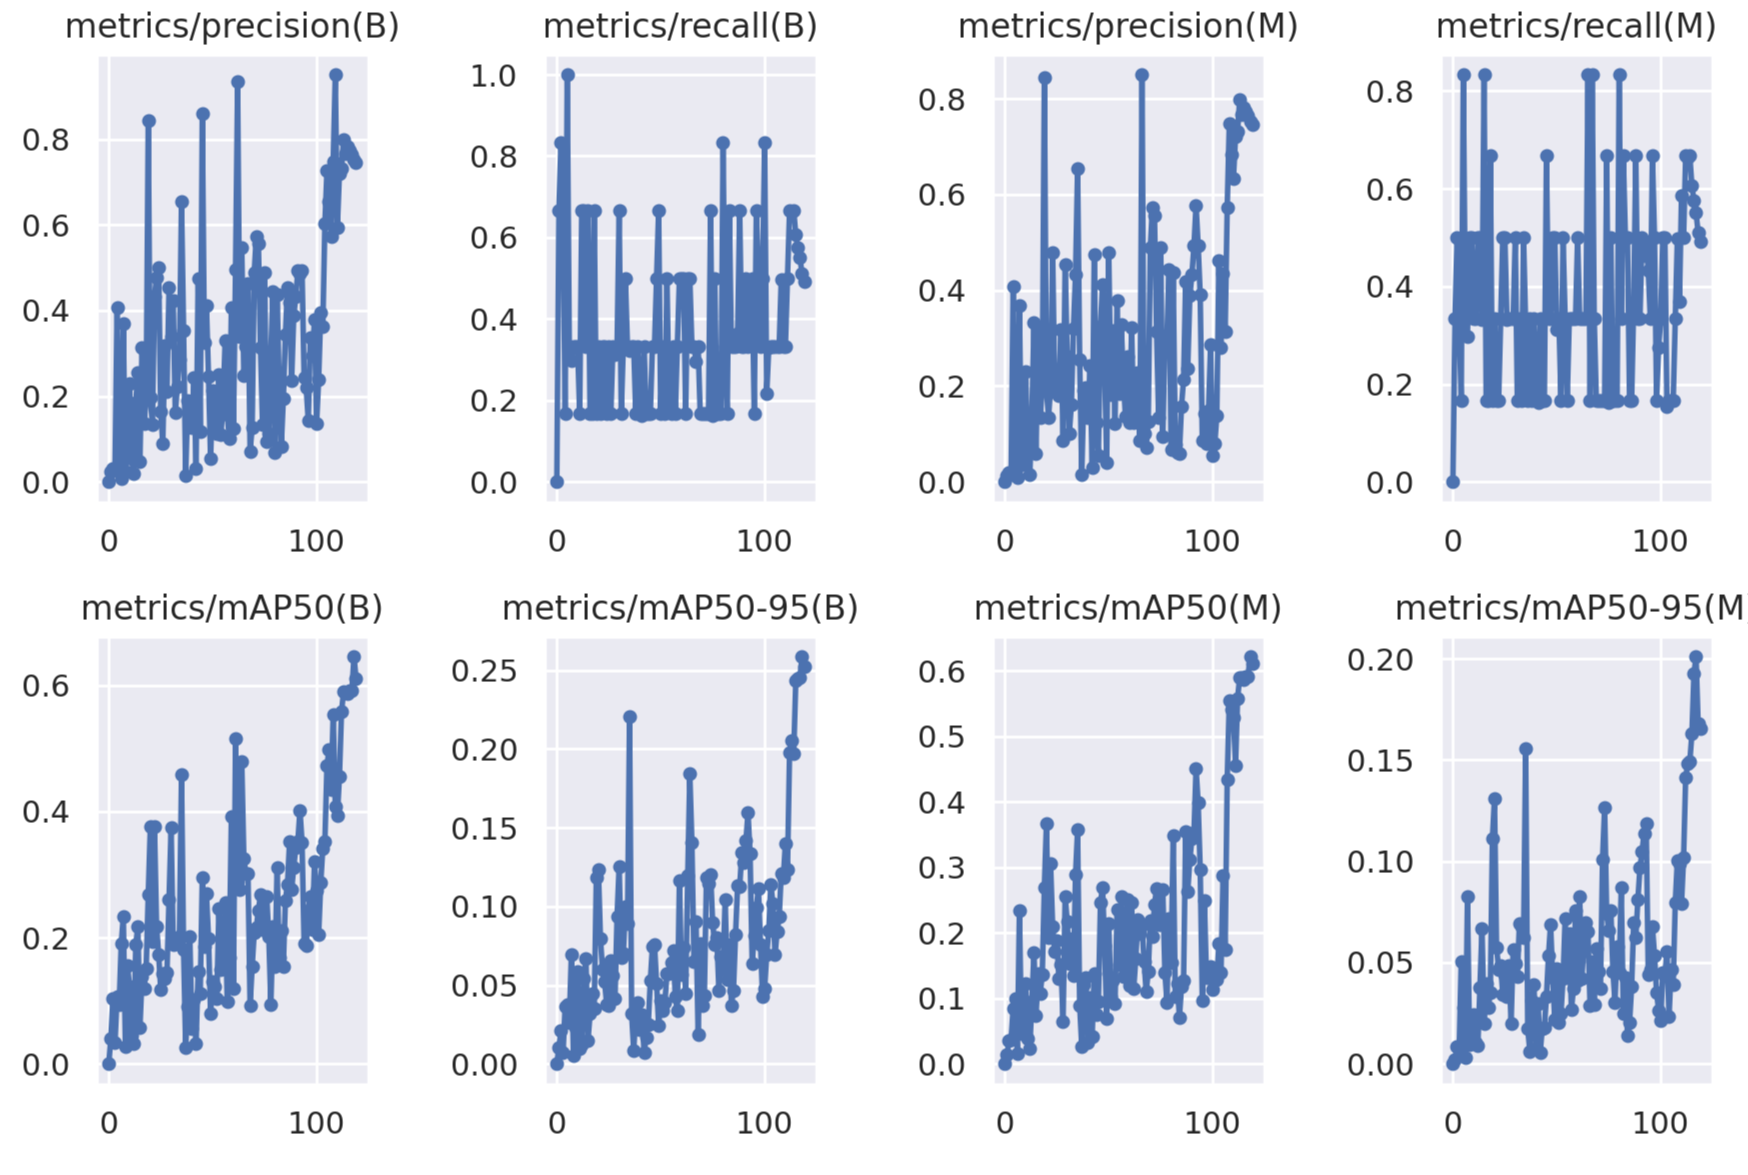 metrics/precision(B) metrics/recall(B) metrics/precision(M) metrics/recall(M)
0.8 1.0 0.8 0.8
0.6 0.8 0.6 0.6
0.4 0.6 0.4 0.4
0.2 0.4 0.2 0.2
0.0 0.2 0.0 0.0
0.0
0 100 0 100 0 100 0 100
metrics/mAP50(B) metrics/mAP50-95(B) metrics/mAP50(M) metrics/mAP50-95(M
0.6 0.25 0.6 0.20
0.4 0.20 0.5 0.15
0.2 0.15 0.4 0.10
0.0 0.10 0.3 0.05
0.05 0.2 0.00
0.00 0.1
0.0
0 100 0 100 0 100 0 100